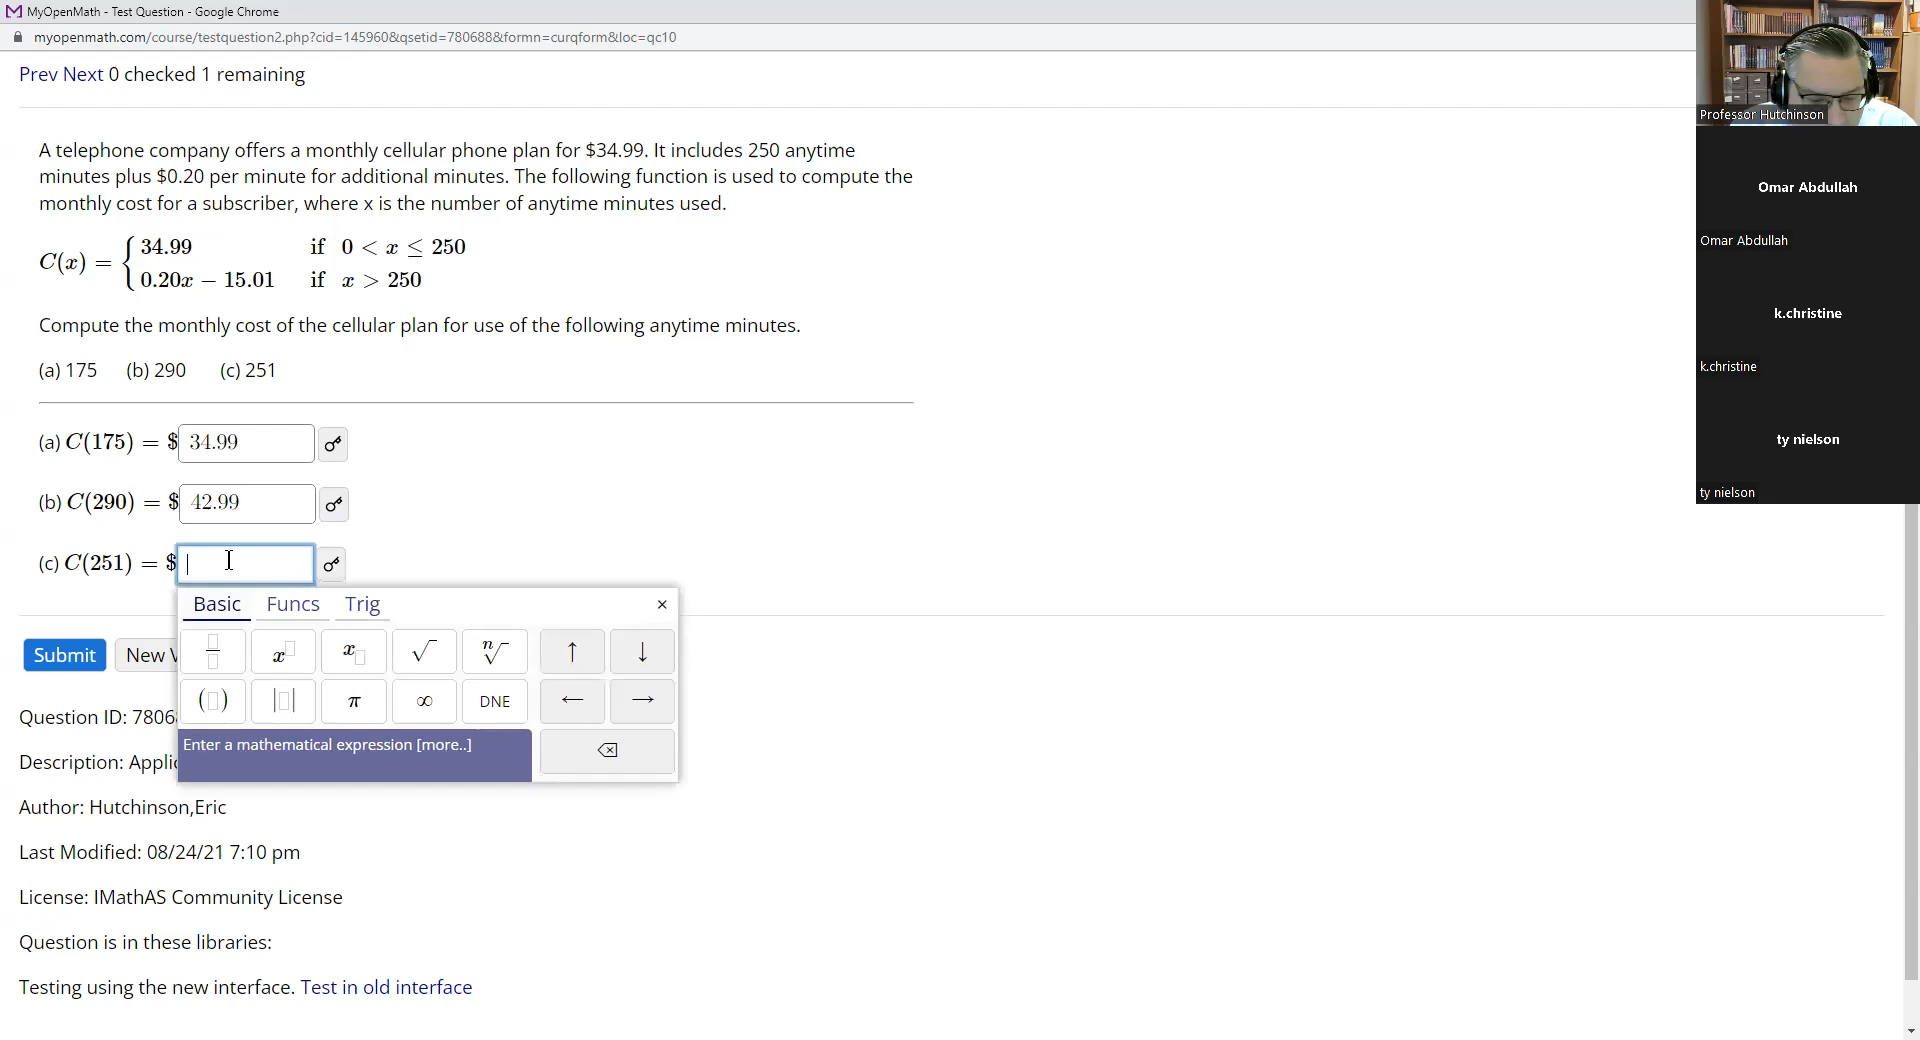 MyOpenMath - Test Question - Google Chrome
myopenmath.com/course/testquestion2.php?cid=145960&qsetid=780688&formn=curqform&loc=qc10
Prev Next 0 checked 1 remaining
A telephone company offers a monthly cellular phone plan for $34.99. It includes 250 anytime
minutes plus $0.20 per minute for additional minutes. The following function is used to compute the
monthly cost for a subscriber, where x is the number of anytime minutes used.
C(x) = { 34.99 if 0 < x ≤ 250
0.20x − 15.01 if x > 250
Compute the monthly cost of the cellular plan for use of the following anytime minutes.
(a) 175 (b) 290 (c) 251
(a) C(175) = $ 34.99
(b) C(290) = $ 42.99
(c) C(251) = $
Basic Funcs Trig ×
x x √ n√ ↑ ↓
() || π ∞ DNE ← →
Enter a mathematical expression [more..]
Submit New V
Question ID: 7806
Description: Applic
Author: Hutchinson,Eric
Last Modified: 08/24/21 7:10 pm
License: IMathAS Community License
Question is in these libraries:
Testing using the new interface. Test in old interface
Professor Hutchinson
Omar Abdullah
Omar Abdullah
k.christine
k.christine
ty nielson
ty nielson